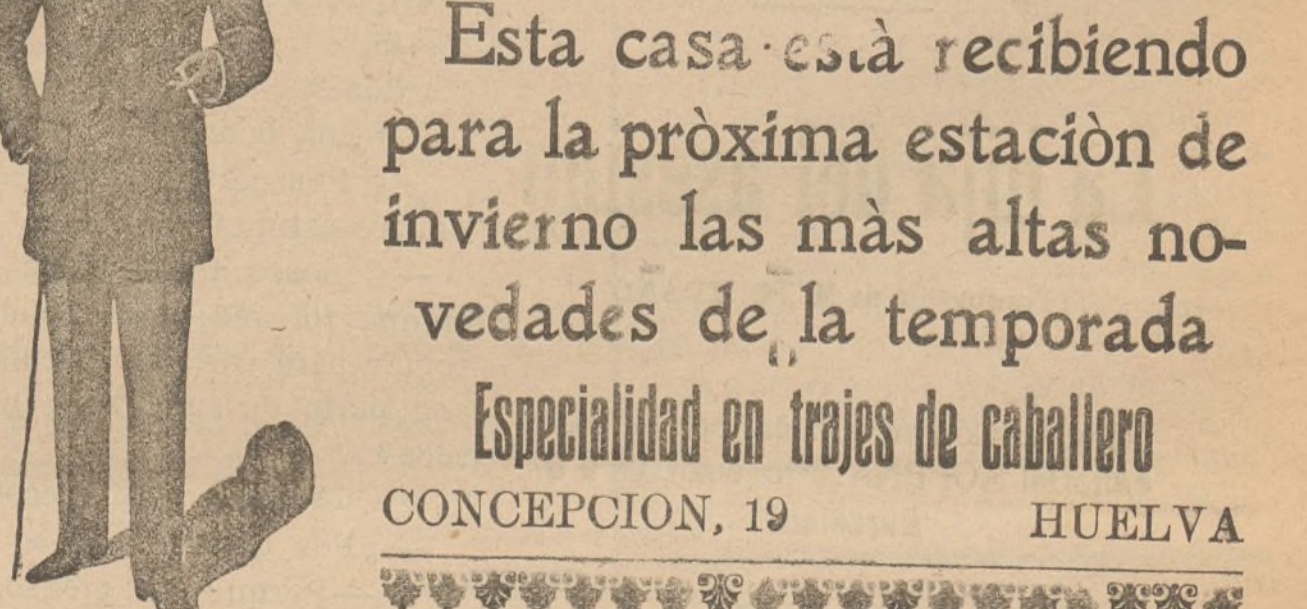 Esta casa està recibiendo
para la pròxima estaciòn de
invierno las màs altas no-
vedades de la temporada
Especialidad en trajes de caballero
CONCEPCION, 19 HUELVA